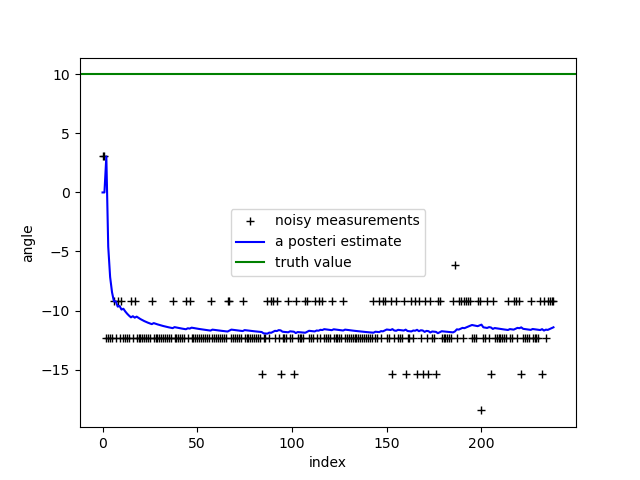 10
5
0
−5
−10
−15
angle
noisy measurements
a posteri estimate
truth value
0
50
100
150
200
index